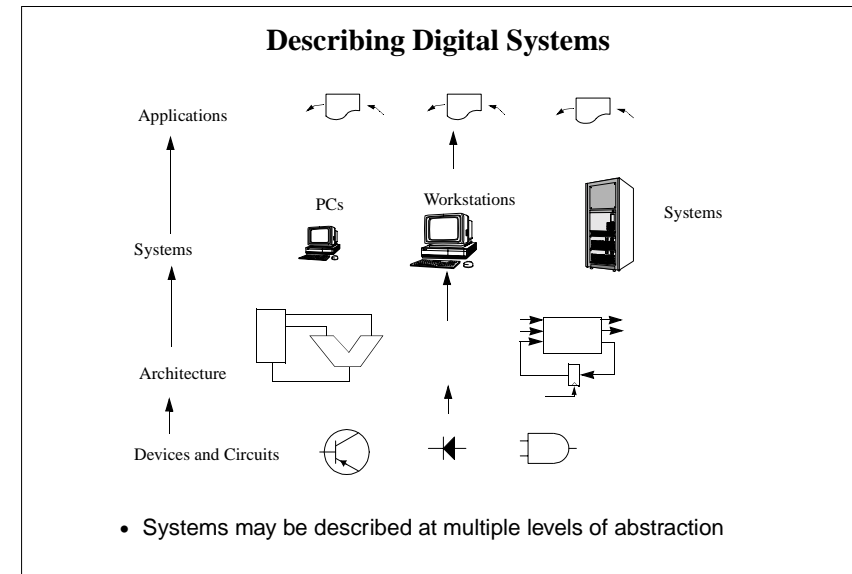 Describing Digital Systems
Applications
PCs
Workstations
Systems
Systems
Architecture
Devices and Circuits
• Systems may be described at multiple levels of abstraction